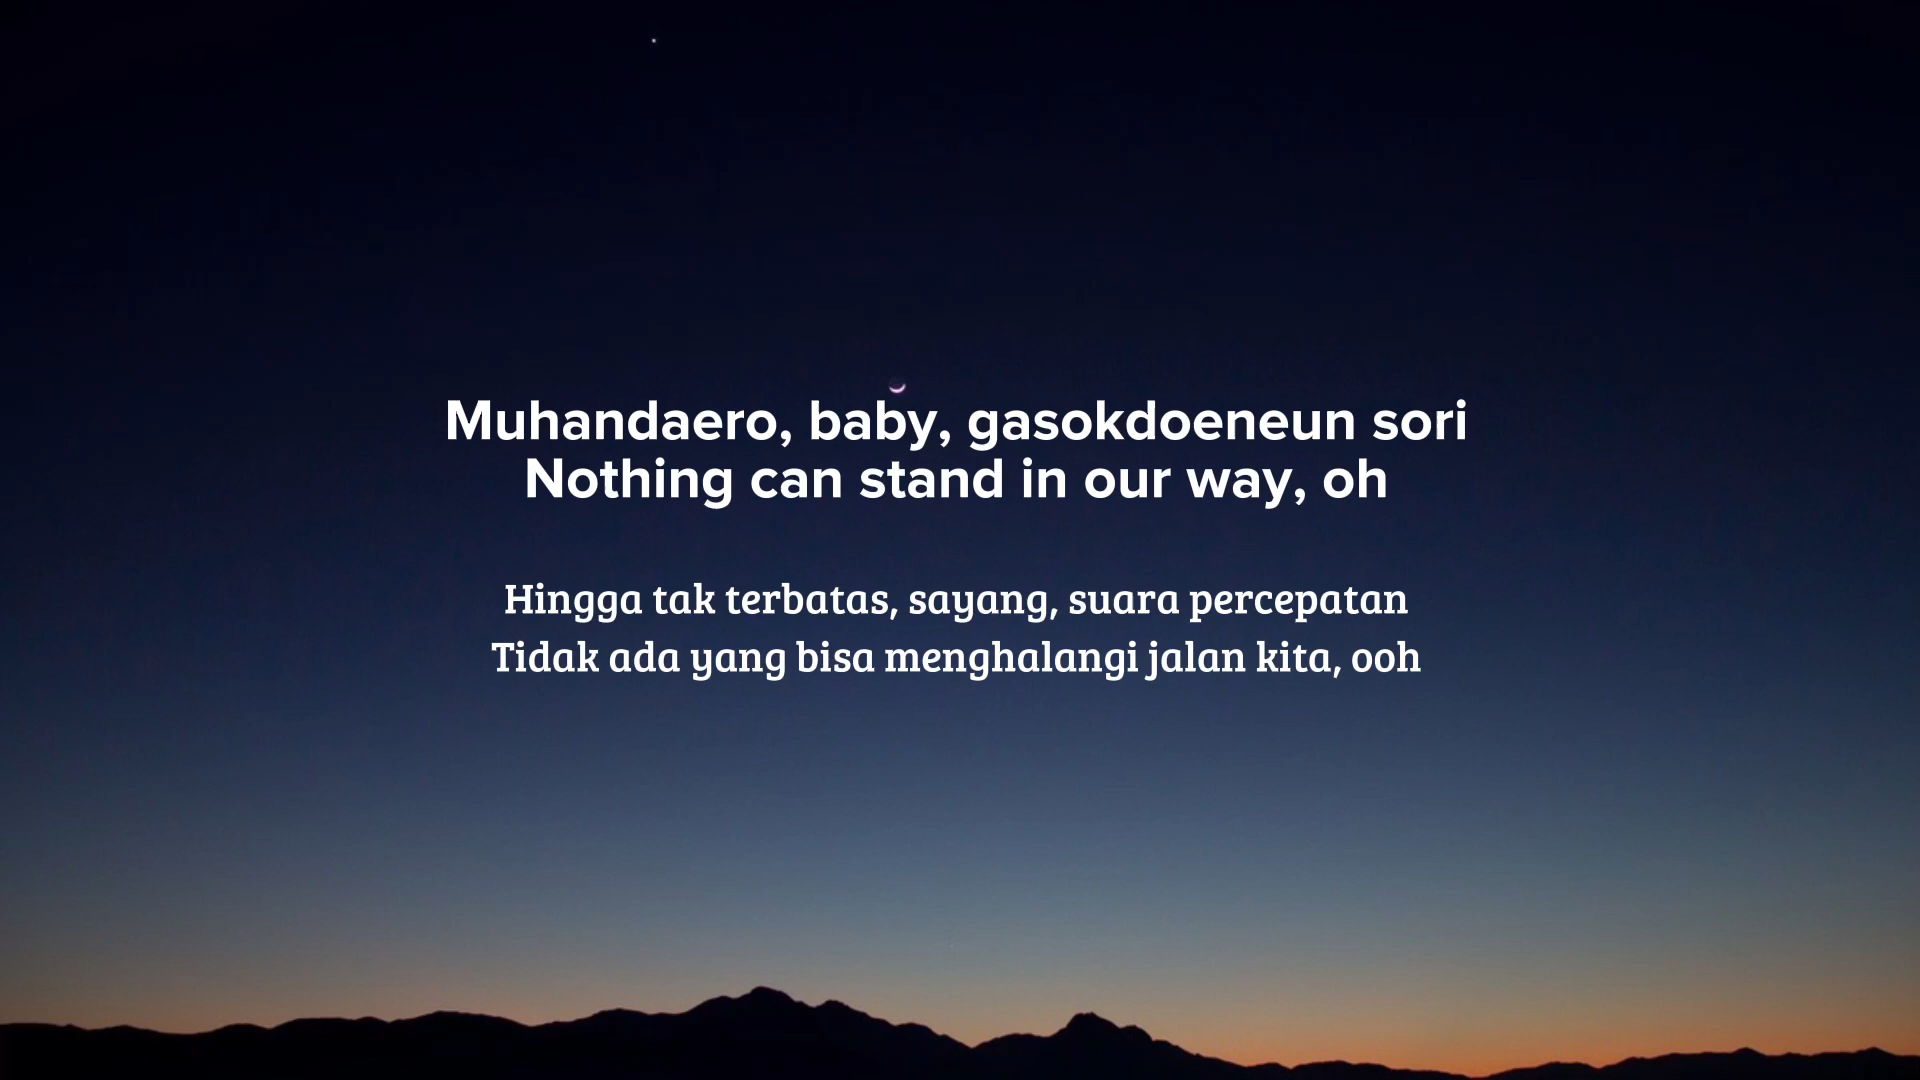 Muhandaero, baby, gasokdoeneun sori
Nothing can stand in our way, oh
Hingga tak terbatas, sayang, suara percepatan
Tidak ada yang bisa menghalangi jalan kita, ooh